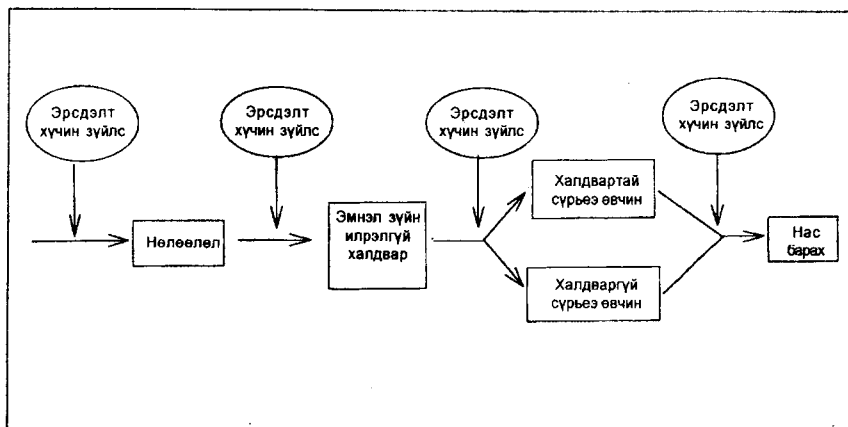 Эрсдэлт
хүчин зүйлс
Эрсдэлт
хүчин зүйлс
Эрсдэлт
хүчин зүйлс
Эрсдэлт
хүчин зүйлс
Нөлөөлөл
Эмнэл зүйн
илрэлгүй
халдвар
Халдвартай
сүрьеэ өвчин
Халдваргүй
сүрьеэ өвчин
Нас
барах